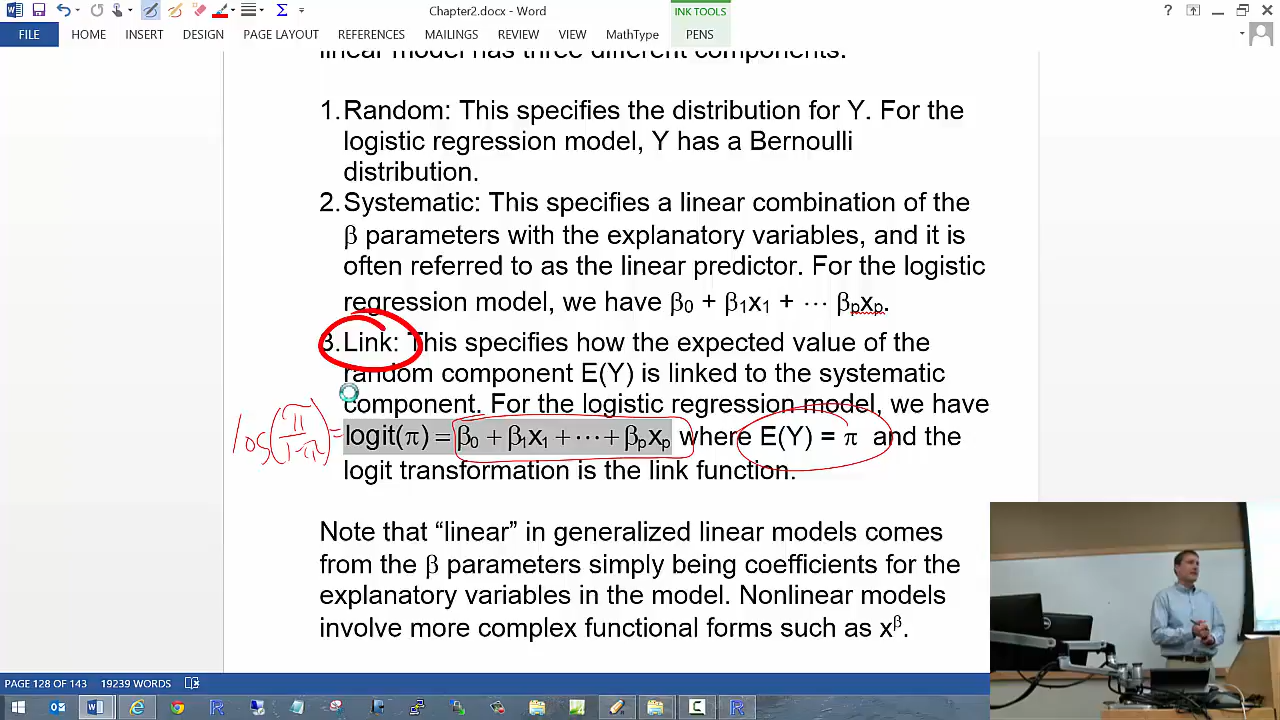 Chapter2.docx - Word
INK TOOLS
FILE HOME INSERT DESIGN PAGE LAYOUT REFERENCES MAILINGS REVIEW VIEW MathType PENS
linear model has three different components.
1. Random: This specifies the distribution for Y. For the
logistic regression model, Y has a Bernoulli
distribution.
2. Systematic: This specifies a linear combination of the
β parameters with the explanatory variables, and it is
often referred to as the linear predictor. For the logistic
regression model, we have β0 + β1x1 + ⋯ βpxp.
3. Link: This specifies how the expected value of the
random component E(Y) is linked to the systematic
component. For the logistic regression model, we have
log(π/1-π) = logit(π) = β0 + β1x1 + ⋯ + βpxp where E(Y) = π and the
logit transformation is the link function.
Note that “linear” in generalized linear models comes
from the β parameters simply being coefficients for the
explanatory variables in the model. Nonlinear models
involve more complex functional forms such as xβ.
PAGE 128 OF 143 19239 WORDS